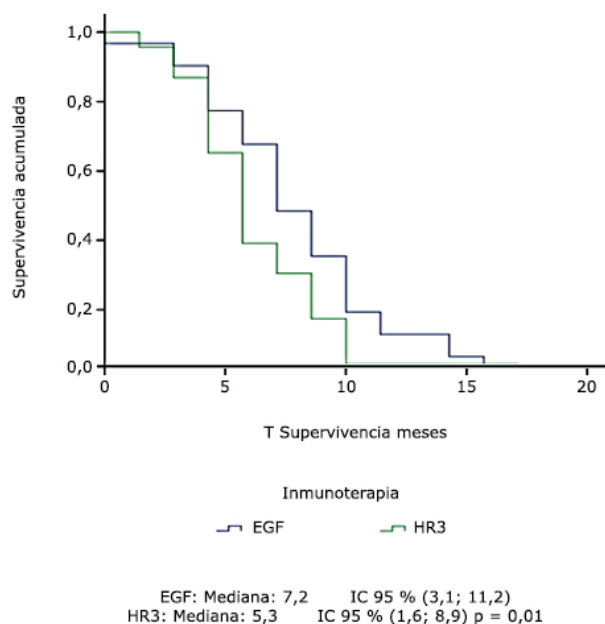 1,0
0,8
0,6
0,4
0,2
0,0
Supervivencia acumulada
0 5 10 15 20
T Supervivencia meses
Inmunoterapia
EGF HR3
EGF: Mediana: 7,2 IC 95 % (3,1; 11,2)
HR3: Mediana: 5,3 IC 95 % (1,6; 8,9) p = 0,01